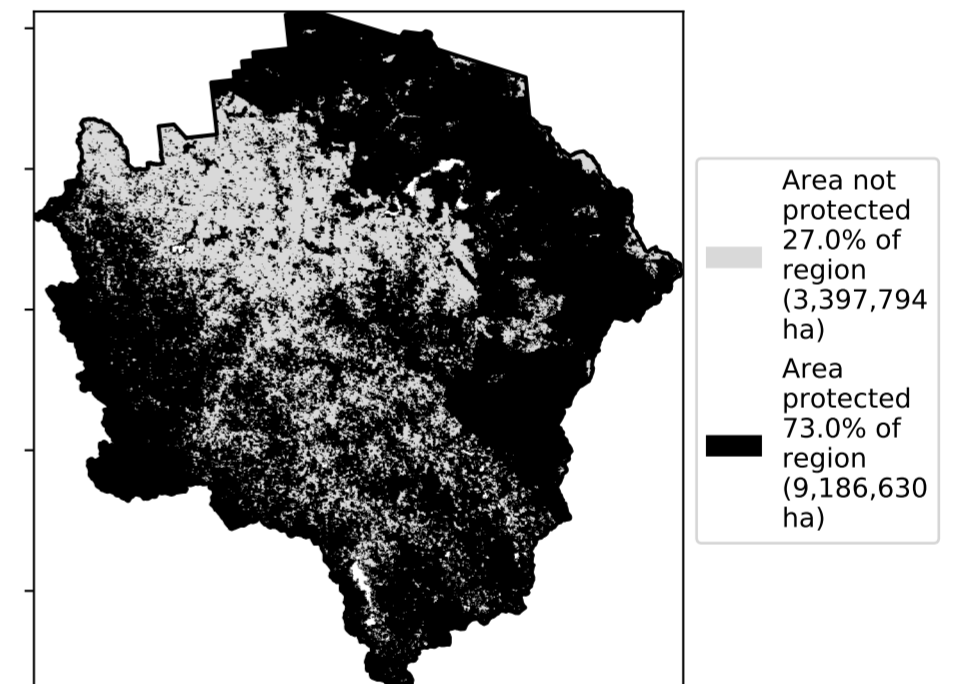 Area not
protected
27.0% of
region
(3,397,794
ha)
Area
protected
73.0% of
region
(9,186,630
ha)